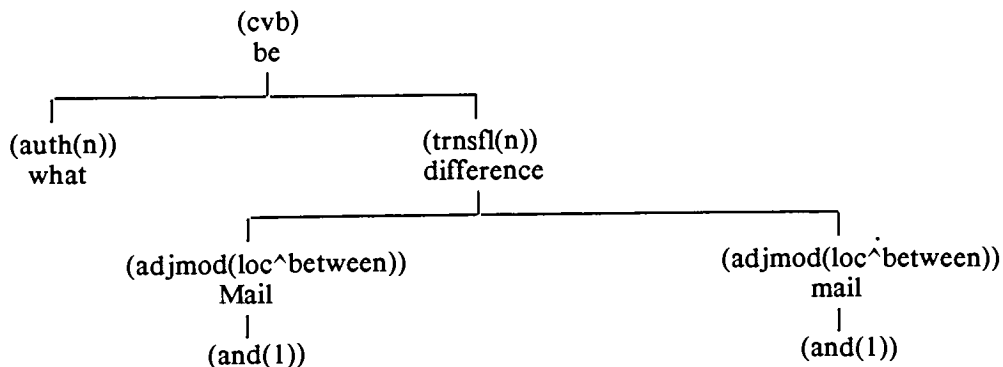 (cvb)
be
(auth(n))
what
(trnsfl(n))
difference
(adjmod(loc^between))
Mail
(and(1))
(adjmod(loc^between))
mail
(and(1))